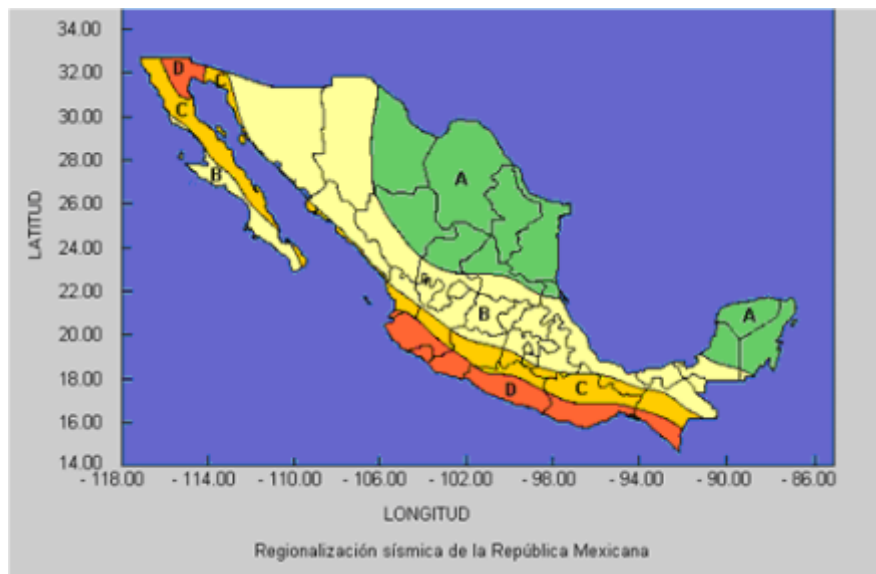 34.00
32.00
30.00
28.00
26.00
24.00
22.00
20.00
18.00
16.00
14.00
LATITUD
D
C
C
B
A
B
A
D
C
- 118.00 - 114.00 - 110.00 - 106.00 - 102.00 - 98.00 - 94.00 - 90.00 - 86.00
LONGITUD
Regionalización sísmica de la República Mexicana